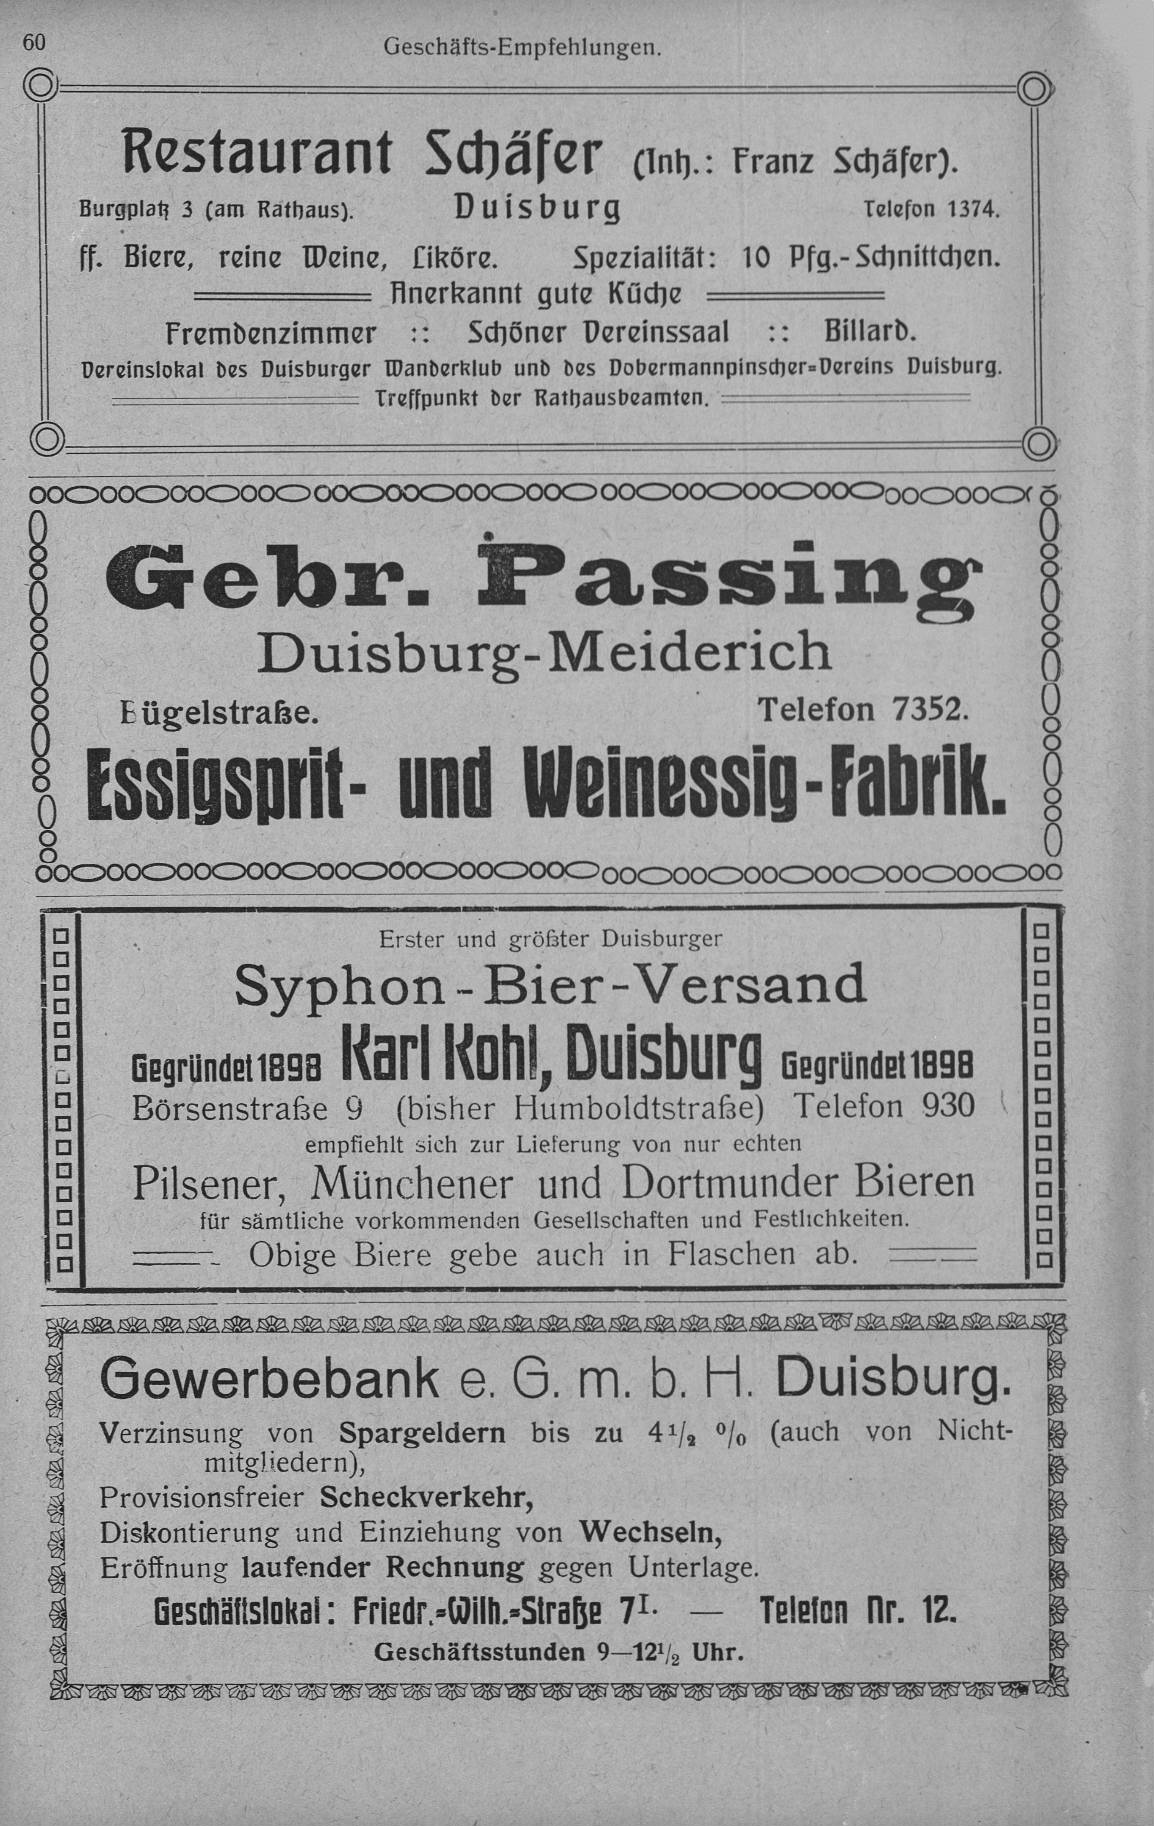 60
Geschäfts-Empfehlungen.
Restaurant Schäfer (Inh.: Franz Schäfer).
Burgplatz 3 (am Rathaus). Duisburg Telefon 1374.
ff. Biere, reine Weine, Liköre. Spezialität: 10 Pfg.-Schnittchen.
Anerkannt gute Küche
Fremdenzimmer :: Schöner Vereinssaal :: Billard.
Vereinslokal des Duisburger Wanderklub und des Dobermannpinscher=Vereins Duisburg.
Treffpunkt der Rathausbeamten.
Gebr. Passing
Duisburg-Meiderich
Bügelstraße. Telefon 7352.
Essigsprit- und Weinessig-Fabrik.
Erster und größter Duisburger
Syphon-Bier-Versand
Gegründet 1898 Karl Kohl, Duisburg Gegründet 1898
Börsenstraße 9 (bisher Humboldtstraße) Telefon 930
empfiehlt sich zur Lieferung von nur echten
Pilsener, Münchener und Dortmunder Bieren
für sämtliche vorkommenden Gesellschaften und Festlichkeiten.
Obige Biere gebe auch in Flaschen ab.
Gewerbebank e. G. m. b. H. Duisburg.
Verzinsung von Spargeldern bis zu 4 1/2 % (auch von Nicht-
mitgliedern),
Provisionsfreier Scheckverkehr,
Diskontierung und Einziehung von Wechseln,
Eröffnung laufender Rechnung gegen Unterlage.
Geschäftslokal: Friedr.=Wilh.=Straße 7 I. — Telefon Nr. 12.
Geschäftsstunden 9—12 1/2 Uhr.